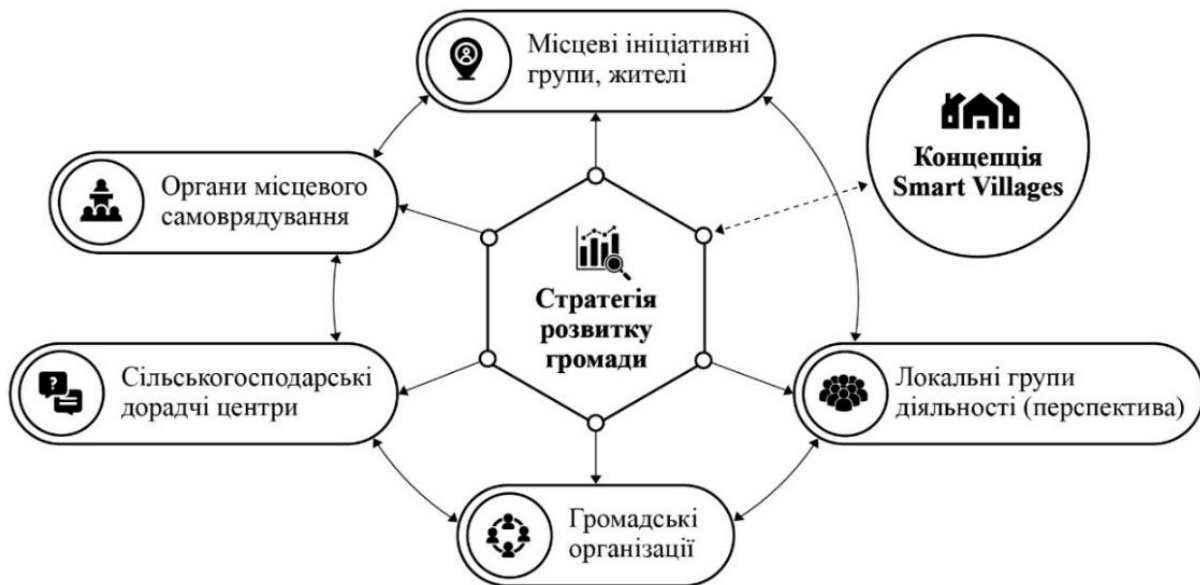 Місцеві ініціативні
групи, жителі
Концепція
Smart Villages
Органи місцевого
самоврядування
Стратегія
розвитку
громади
Сільськогосподарські
дорадчі центри
Локальні групи
діяльності (перспектива)
Громадські
організації